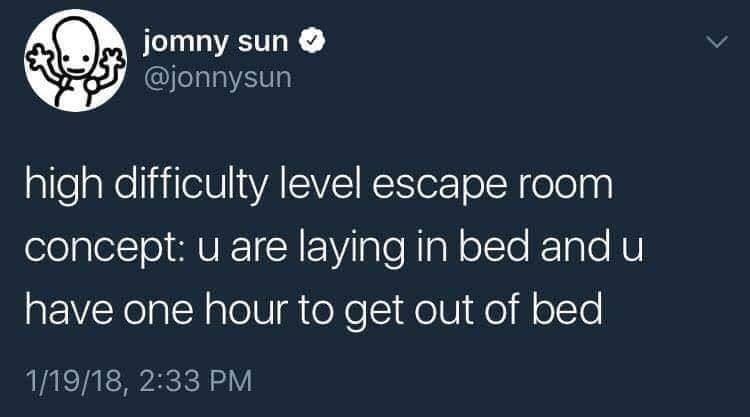 jomny sun
@jonnysun
high difficulty level escape room
concept: u are laying in bed and u
have one hour to get out of bed
1/19/18, 2:33 PM